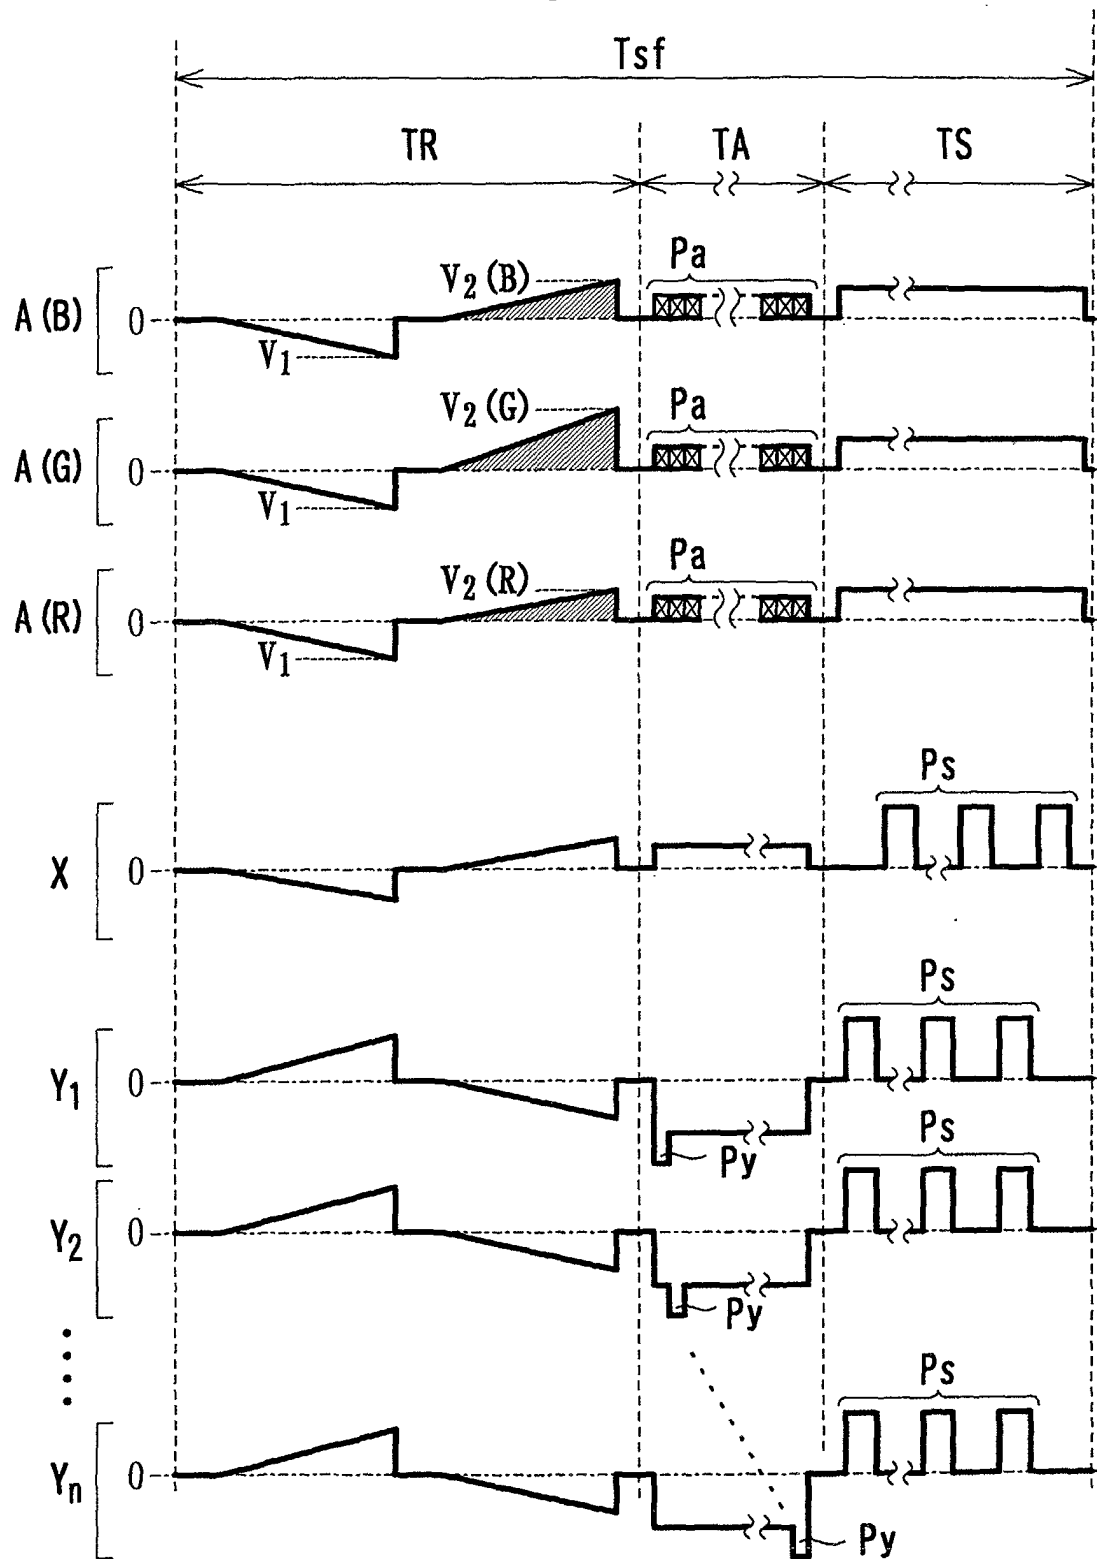 Tsf
TR TA TS
A(B) 0 V1 V2(B) Pa
A(G) 0 V1 V2(G) Pa
A(R) 0 V1 V2(R) Pa
X 0 Ps
Y1 0 Py Ps
Y2 0 Py Ps
Yn 0 Py Ps